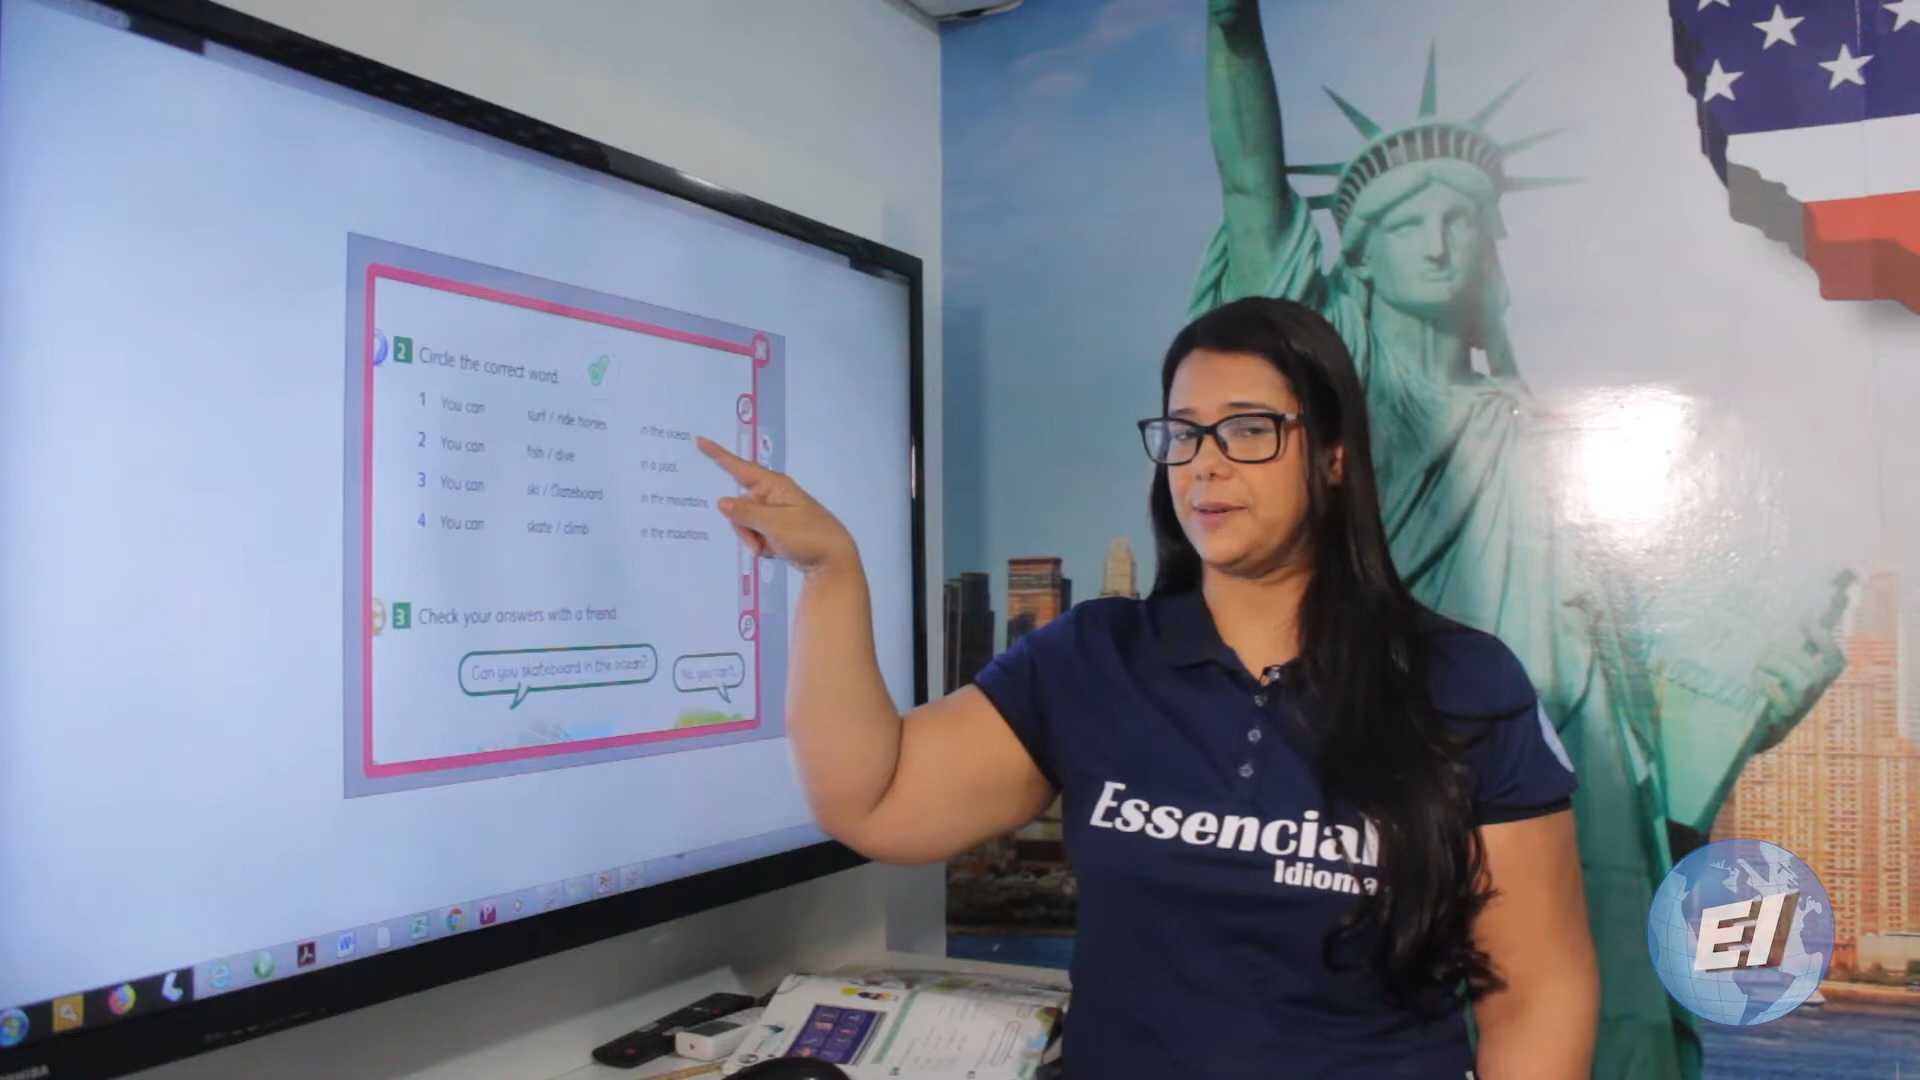 2 Circle the correct word.
1 You can surf / ride horses in the ocean.
2 You can fish / dive in a pool.
3 You can ski / skateboard in the mountains.
4 You can skate / climb in the mountains.
3 Check your answers with a friend.
Can you skateboard in the ocean?
No, you can't.
Essencial
Idioma
EI